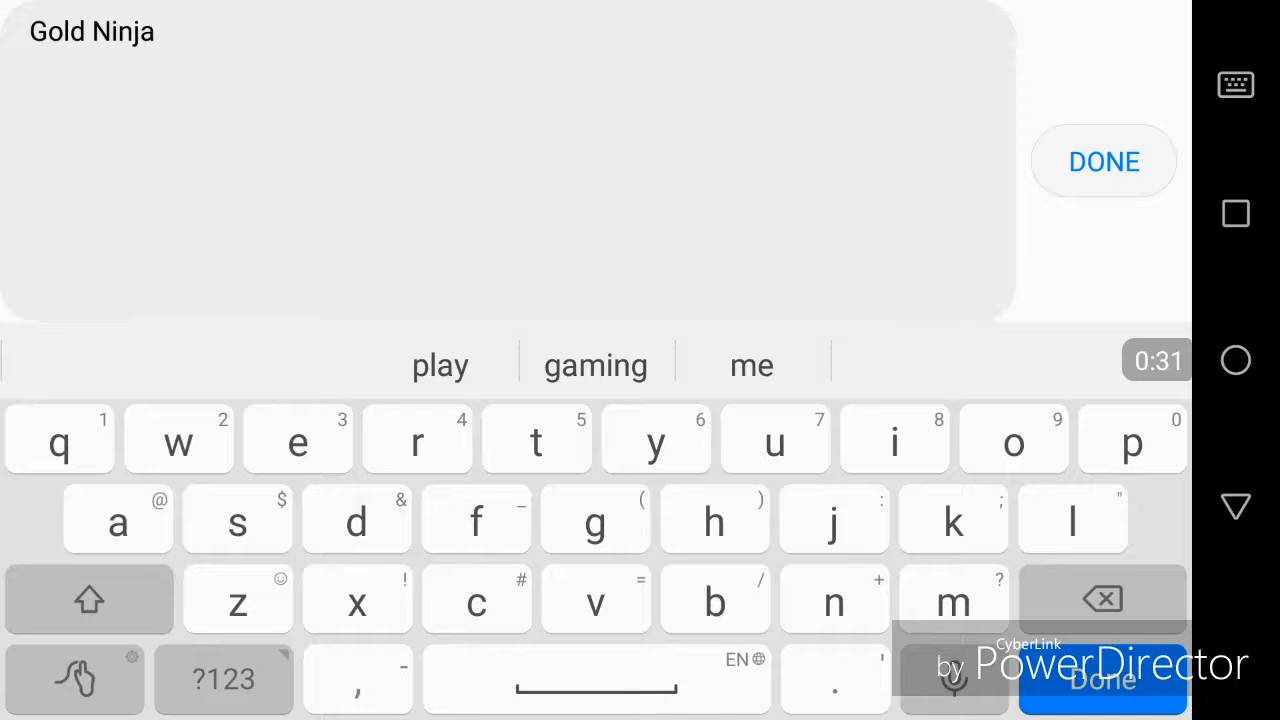 Gold Ninja
DONE
play gaming me
0:31
1 2 3 4 5 6 7 8 9 0
q w e r t y u i o p
@ $ & _ ( ) : ; "
a s d f g h j k l
! # = / + ?
z x c v b n m
CyberLink
by PowerDirector
EN
- '
?123 , . Done